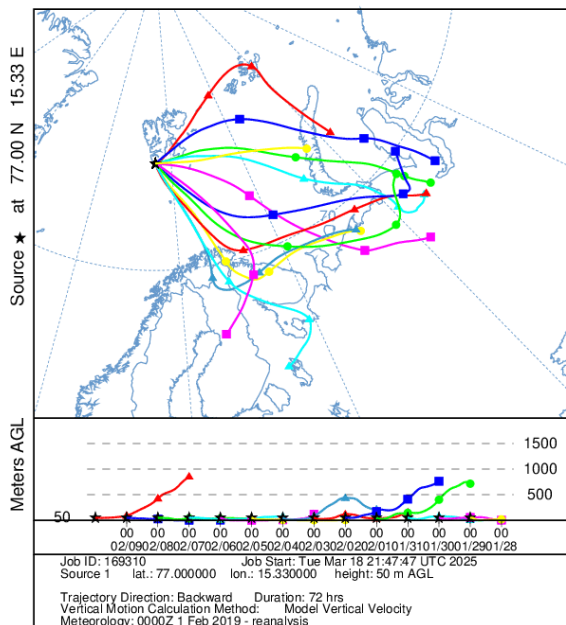 Source ★ at 77.00 N 15.33 E
70
Meters AGL
1500
1000
500
50
00 00 00 00 00 00 00 00 00 00 00 00 00
02/09 02/08 02/07 02/06 02/05 02/04 02/03 02/02 02/01 01/31 01/30 01/29 01/28
Job ID: 169310 Job Start: Tue Mar 18 21:47:47 UTC 2025
Source 1 lat.: 77.000000 lon.: 15.330000 height: 50 m AGL
Trajectory Direction: Backward Duration: 72 hrs
Vertical Motion Calculation Method: Model Vertical Velocity
Meteorology: 0000Z 1 Feb 2019 - reanalysis